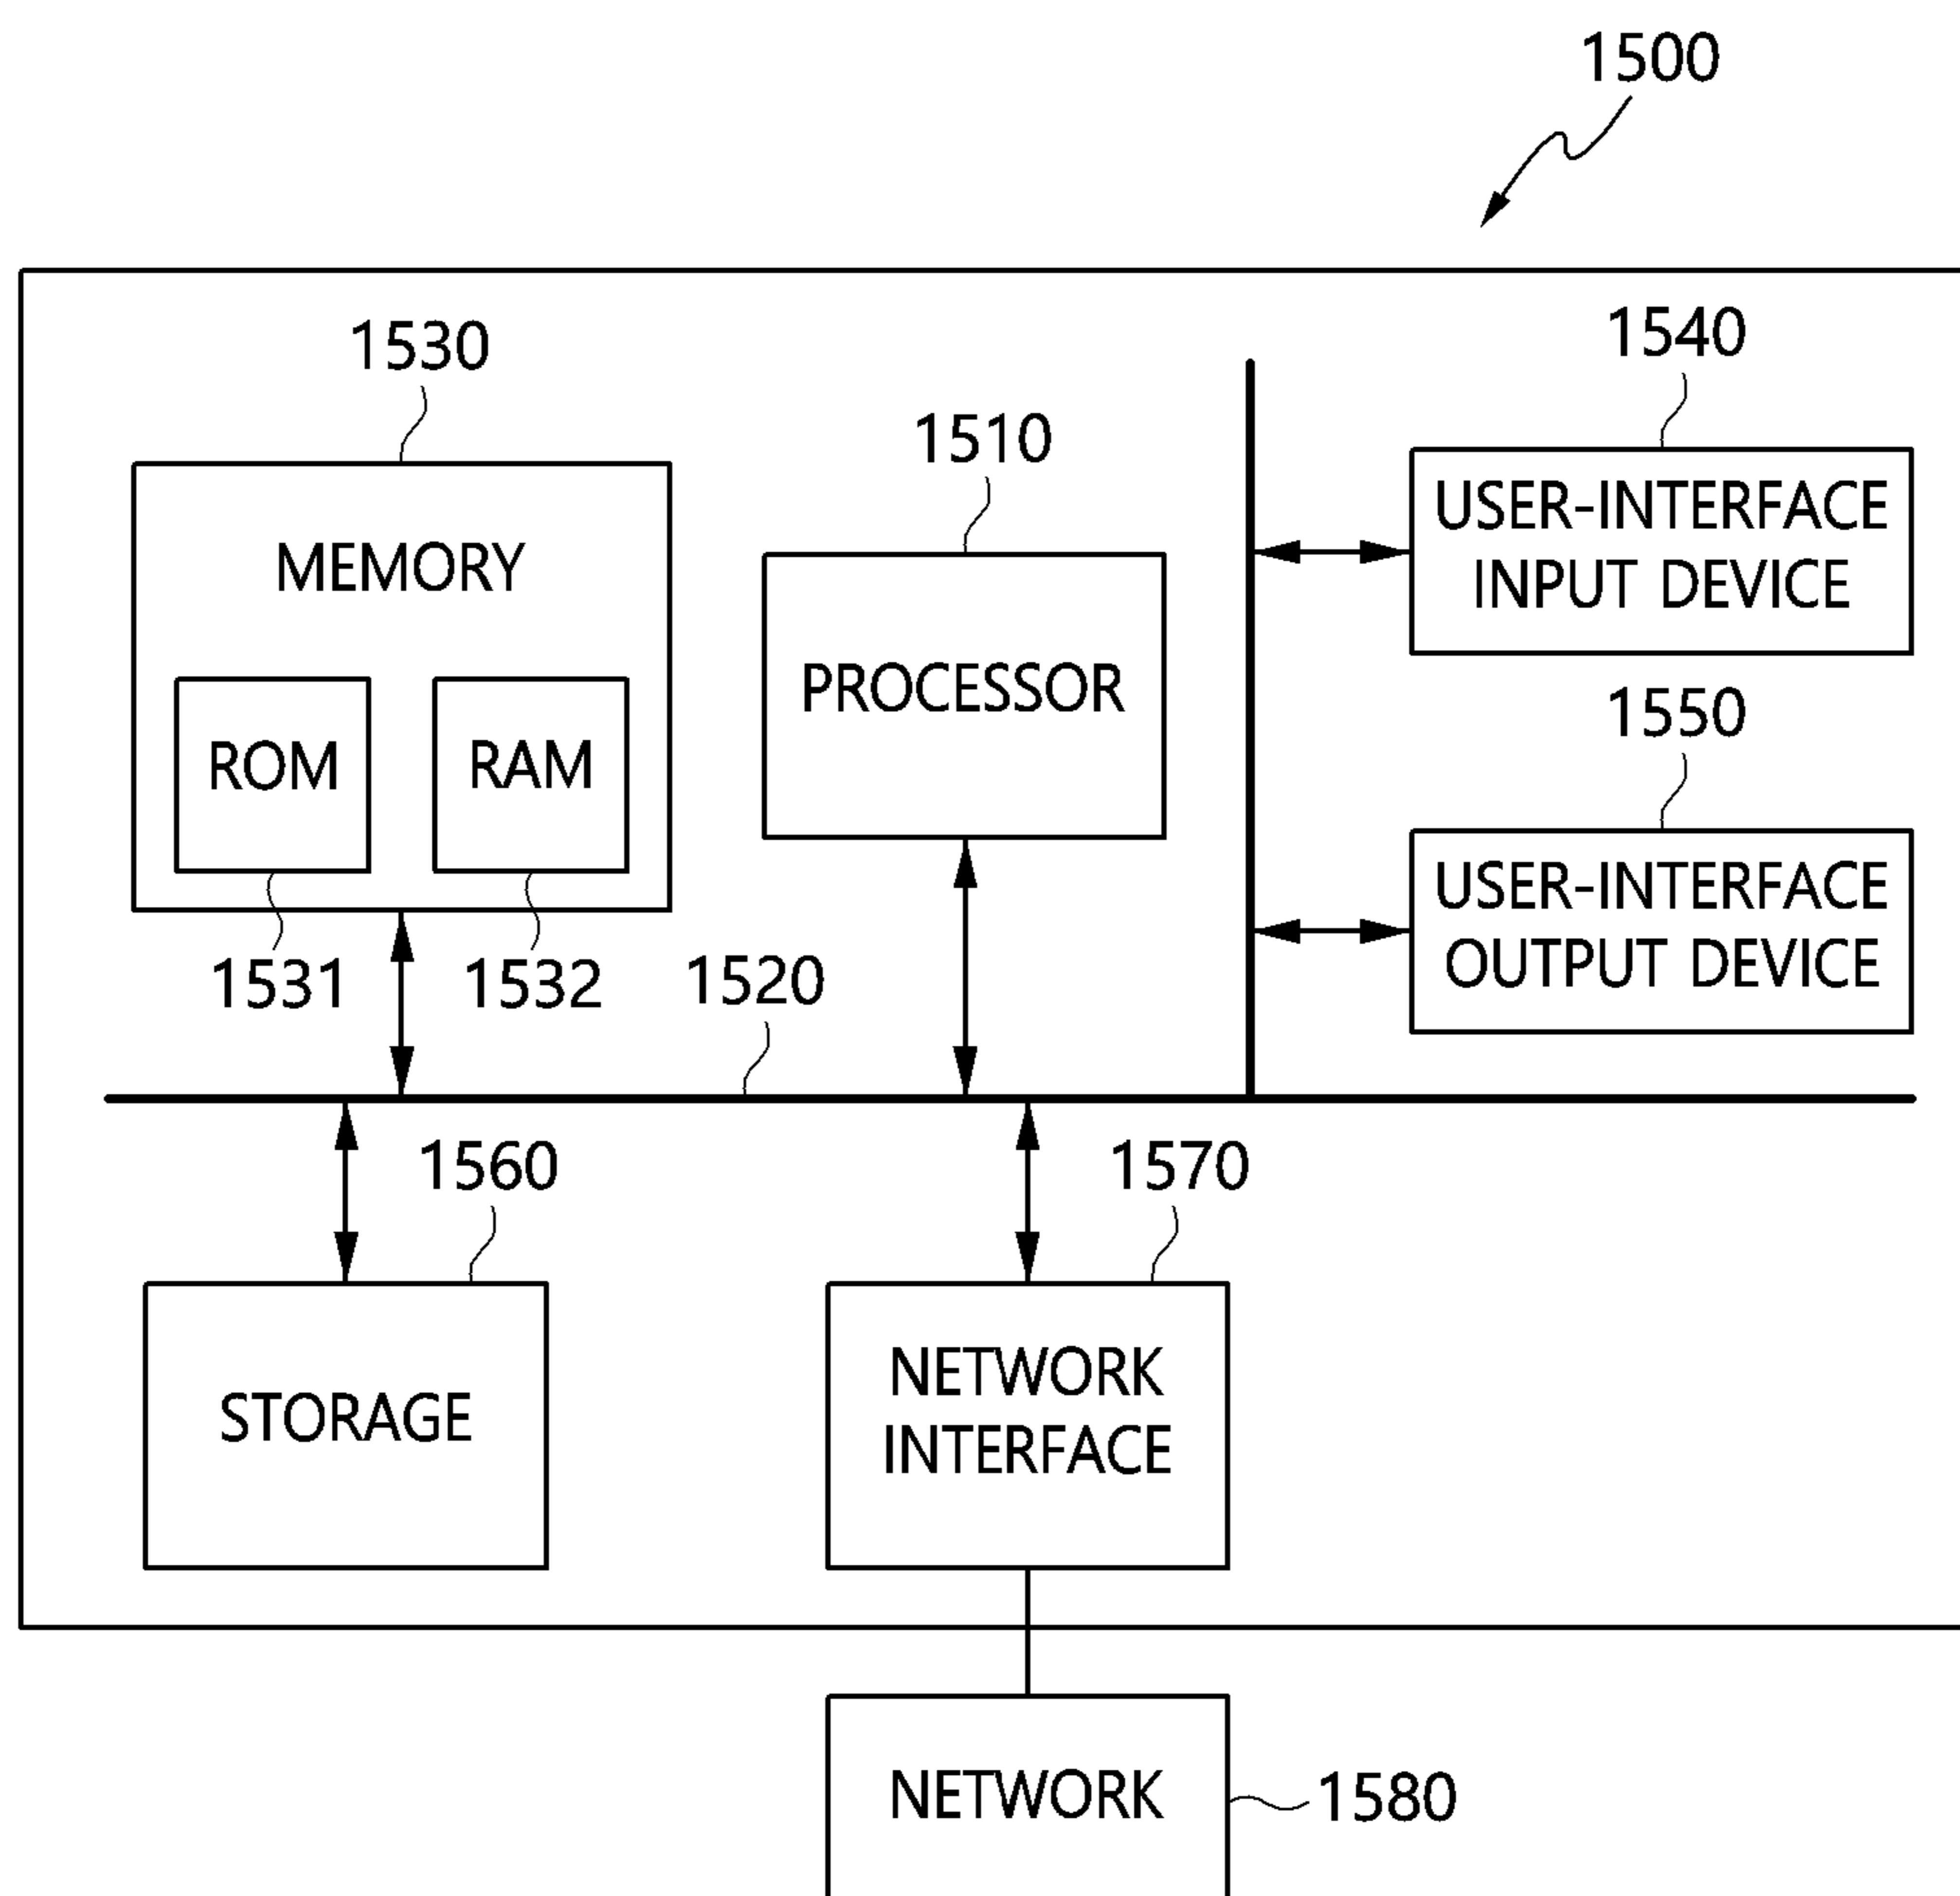 1500
1530
1540
1510
USER-INTERFACE
INPUT DEVICE
MEMORY
PROCESSOR
ROM
RAM
1550
USER-INTERFACE
OUTPUT DEVICE
1531
1532
1520
1560
1570
NETWORK
INTERFACE
STORAGE
NETWORK
1580